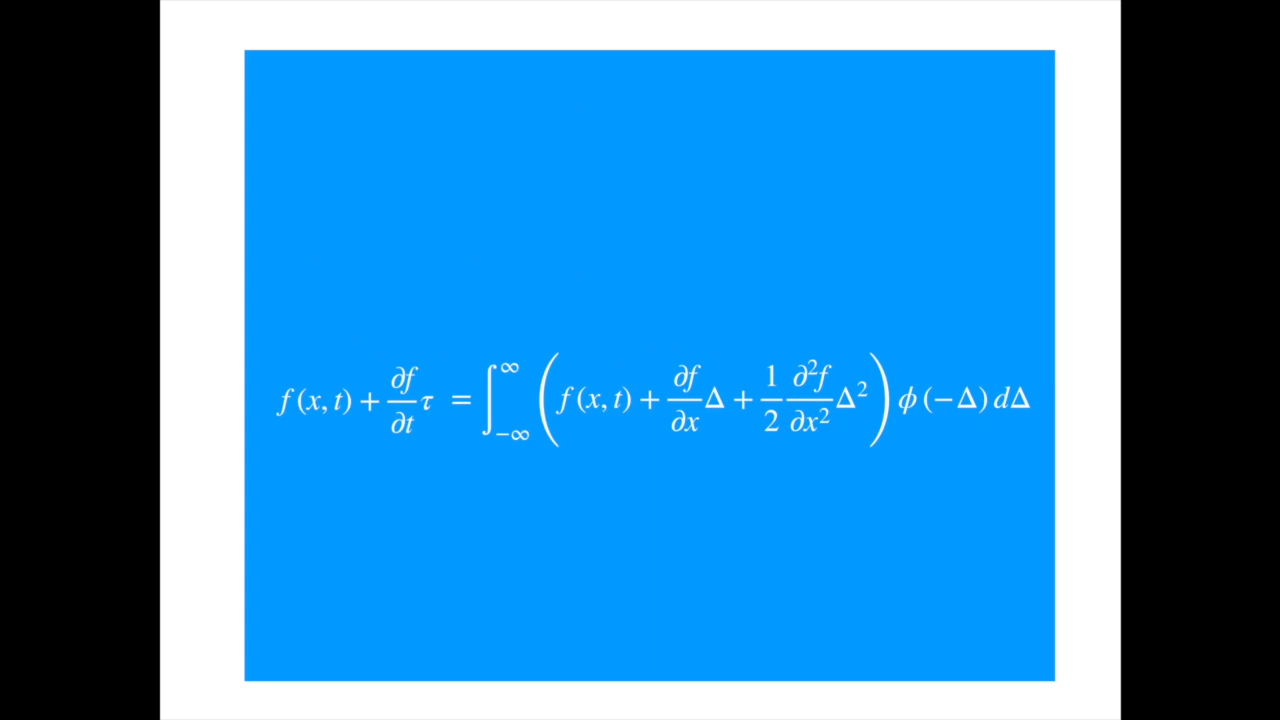 f(x, t) + ∂f/∂t τ = ∫_{−∞}^{∞} ( f(x, t) + ∂f/∂x Δ + 1/2 ∂²f/∂x² Δ² ) ϕ(−Δ) dΔ